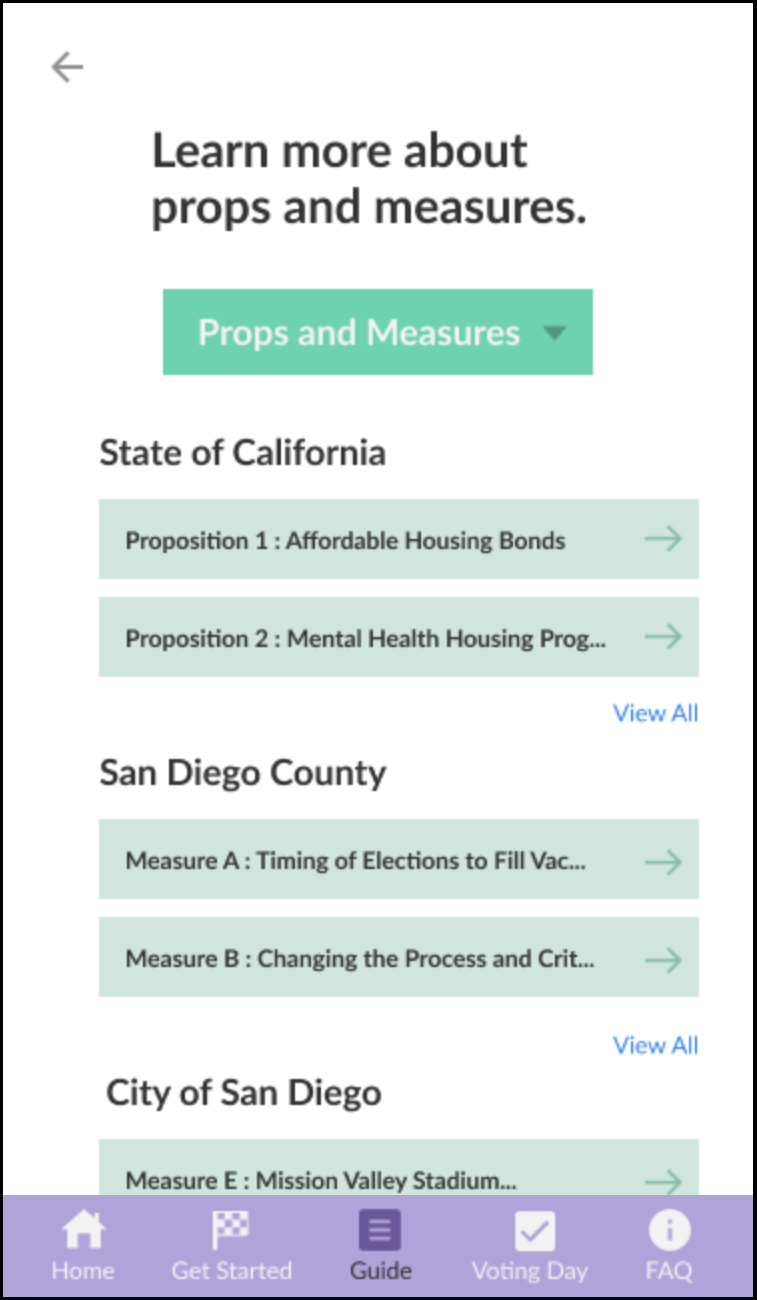 Learn more about
props and measures.
Props and Measures
State of California
Proposition 1 : Affordable Housing Bonds
Proposition 2 : Mental Health Housing Prog...
View All
San Diego County
Measure A : Timing of Elections to Fill Vac...
Measure B : Changing the Process and Crit...
View All
City of San Diego
Measure E : Mission Valley Stadium...
Home Get Started Guide Voting Day FAQ